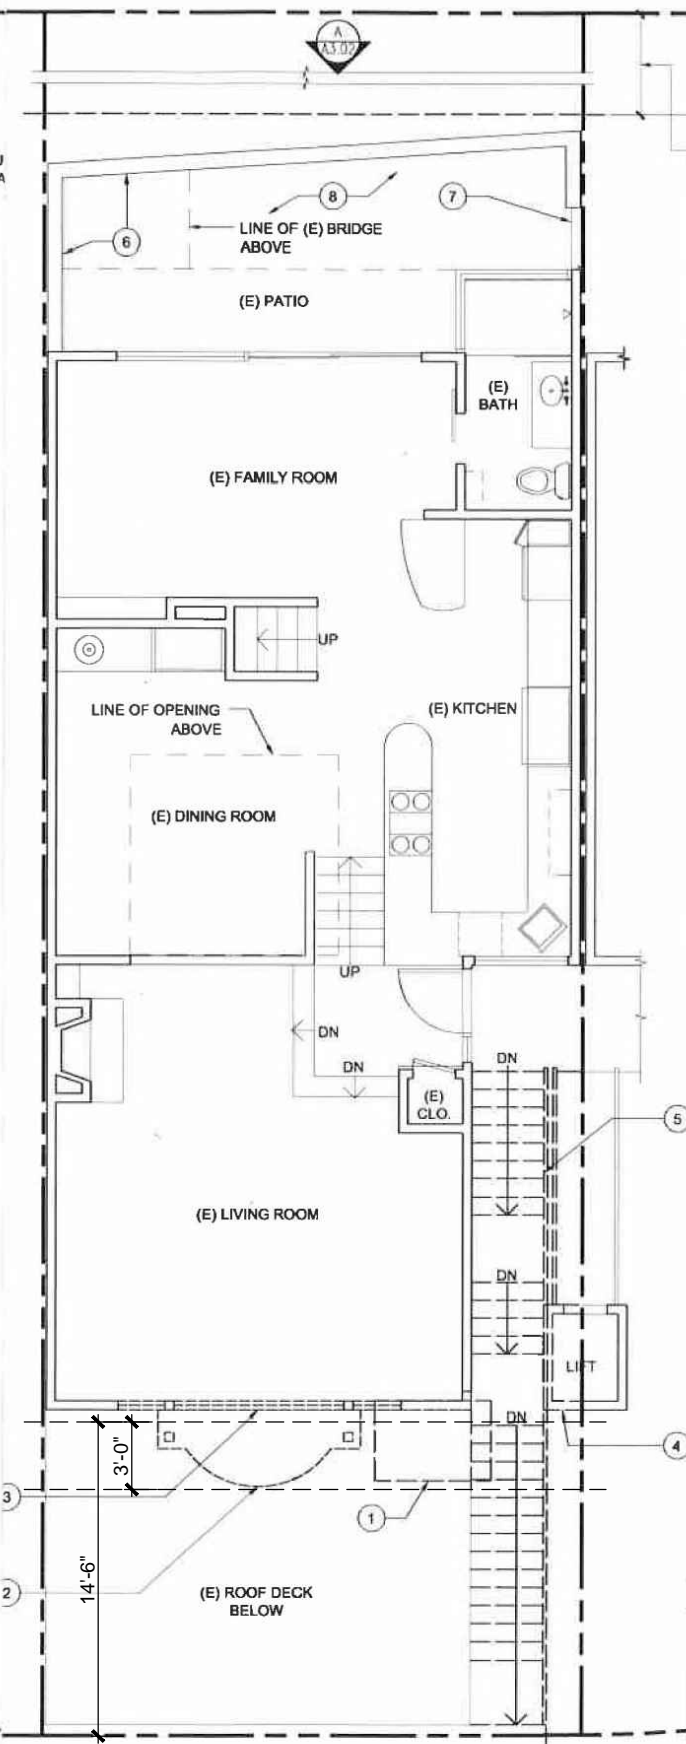 A
A3.02
U
A
8
7
6
LINE OF (E) BRIDGE
ABOVE
(E) PATIO
(E)
BATH
(E) FAMILY ROOM
UP
LINE OF OPENING
ABOVE
(E) KITCHEN
(E) DINING ROOM
UP
DN
DN
DN
(E)
CLO.
5
(E) LIVING ROOM
DN
LIFT
DN
4
3'-0"
3
1
14'-6"
2
(E) ROOF DECK
BELOW